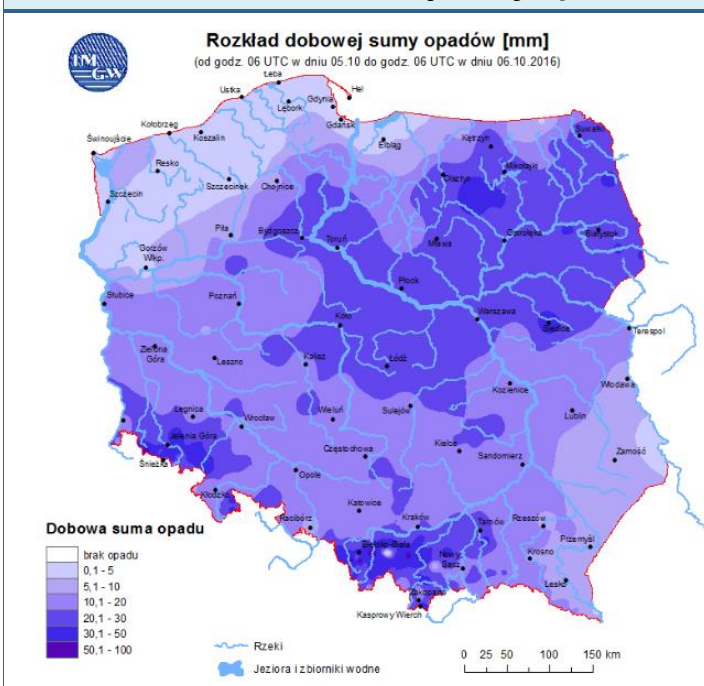 Rozkład dobowej sumy opadów [mm]
(od godz. 06 UTC w dniu 05.10 do godz. 06 UTC w dniu 06.10.2016)
IMGW
Łeba
Ustka
Hel
Gdynia
Lębork
Gdańsk
Kołobrzeg
Koszalin
Świnoujście
Elbląg
Kętrzyn
Suwałki
Resko
Szczecinek
Chojnice
Olsztyn
Mikołajki
Szczecin
Piła
Bydgoszcz
Toruń
Mława
Ostrołęka
Białystok
Gorzów
Wlkp.
Płock
Słubice
Poznań
Koło
Warszawa
Siedlce
Terespol
Zielona
Góra
Leszno
Kalisz
Łódź
Kozienice
Włodawa
Legnica
Wrocław
Wieluń
Sulejów
Lublin
Jelenia Góra
Śnieżka
Częstochowa
Kielce
Sandomierz
Zamość
Opole
Kłodzko
Racibórz
Katowice
Kraków
Tarnów
Rzeszów
Przemyśl
Bielsko-Biała
Nowy
Sącz
Krosno
Lesko
Zakopane
Kasprowy Wierch
Dobowa suma opadu
brak opadu
0,1 - 5
5,1 - 10
10,1 - 20
20,1 - 30
30,1 - 50
50,1 - 100
Rzeki
Jeziora i zbiorniki wodne
0 25 50 100 150 km